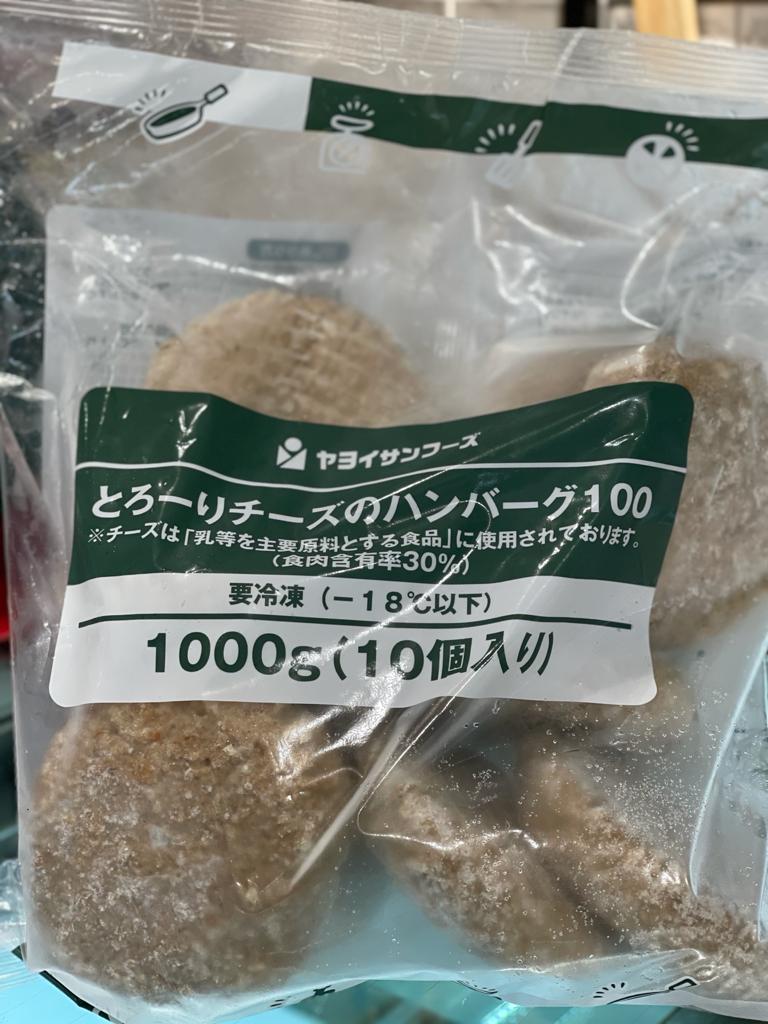 ヤヨイサンフーズ
とろーりチーズのハンバーグ100
※チーズは「乳等を主要原料とする食品」に使用されております。
(食肉含有率30%)
要冷凍（－18℃以下）
1000g(10個入り)